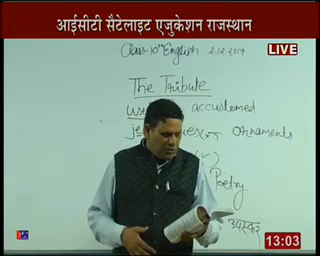 आईसीटी सैटेलाइट एजुकेशन राजस्थान
Class-10th English 2.12.2019
LIVE
The Tribute
accustomed
ornaments
Poetry
13:03